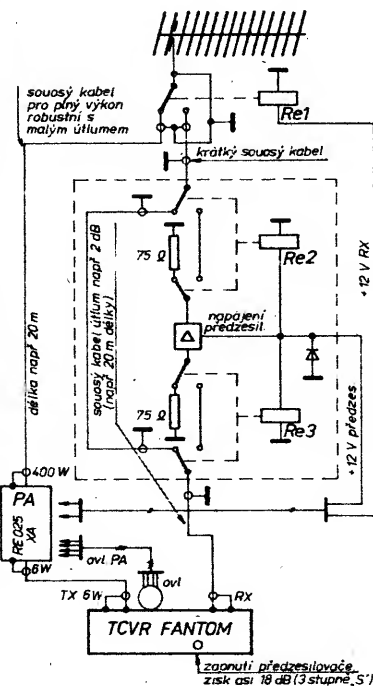 souosý kabel
pro plný výkon
robustní s
malým útlumem
Re1
krátký souosý kabel
+12 V RX
délka např 20 m
souosý kabel útlum např 2 dB
(např 20 m délky)
75 Ω
Re2
napájení
předzesil
75 Ω
Re3
+12 V předzes
400 W
PA
RE025
XA
6W
ovl. PA
ovl
TX 6W
RX
TCVR FANTOM
zapnutí předzesilovače,
zisk asi 18 dB (3 stupně „S")